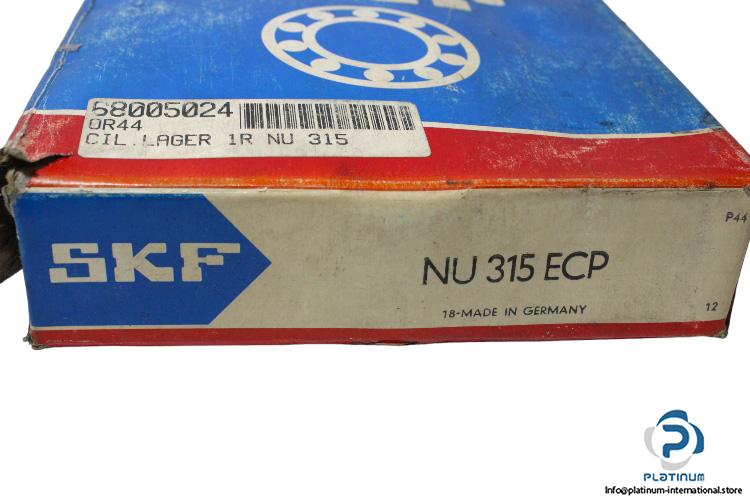 68005024
OR44
CIL.LAGER 1R NU 315
SKF
NU 315 ECP
18-MADE IN GERMANY
P44
12
PLATINUM
Info@platinum-international.store